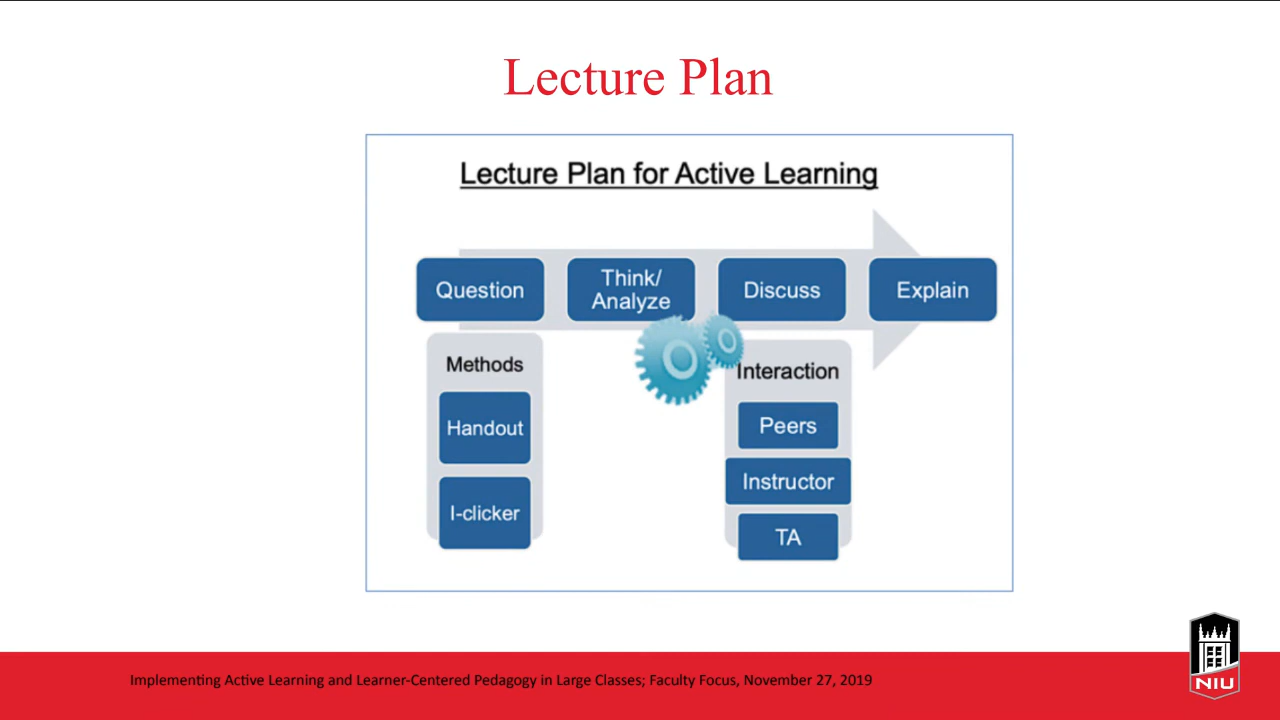 Lecture Plan
Lecture Plan for Active Learning
Question
Think/
Analyze
Discuss
Explain
Methods
Handout
I-clicker
Interaction
Peers
Instructor
TA
Implementing Active Learning and Learner-Centered Pedagogy in Large Classes; Faculty Focus, November 27, 2019
NIU